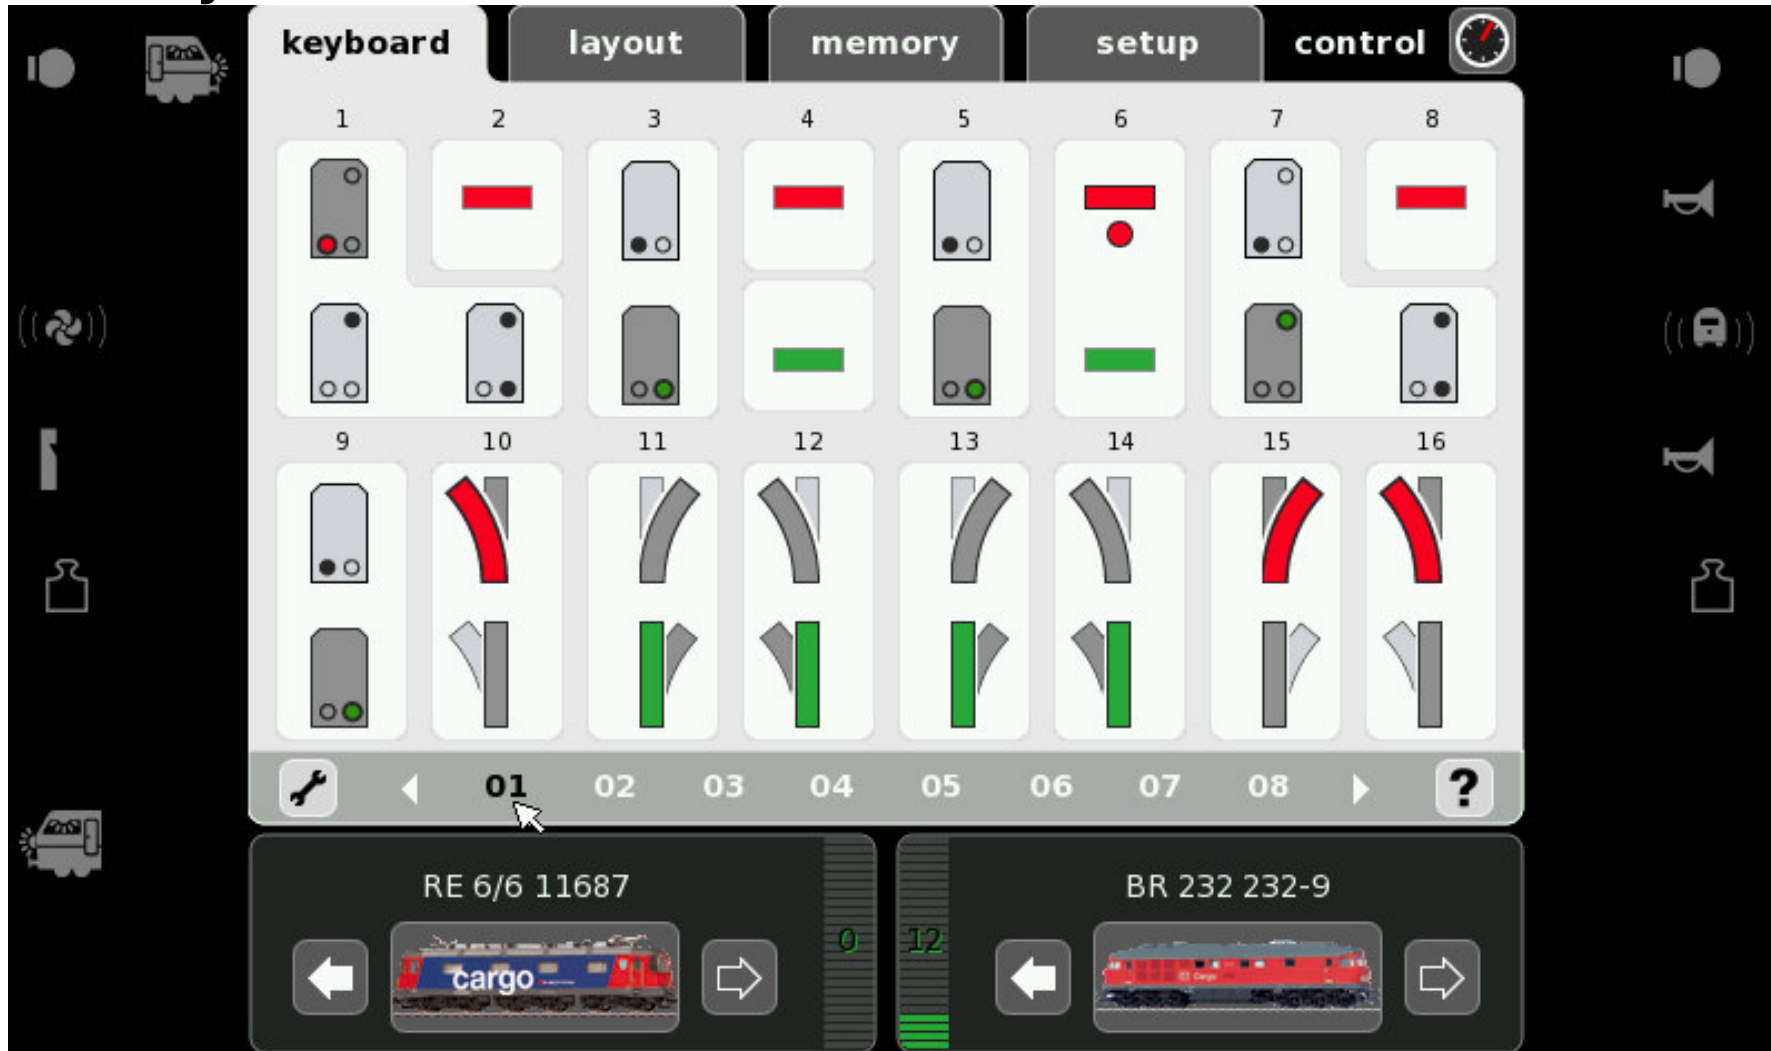 keyboard layout memory setup control
1 2 3 4 5 6 7 8
9 10 11 12 13 14 15 16
01 02 03 04 05 06 07 08 ?
RE 6/6 11687 BR 232 232-9
0 12
cargo Cargo